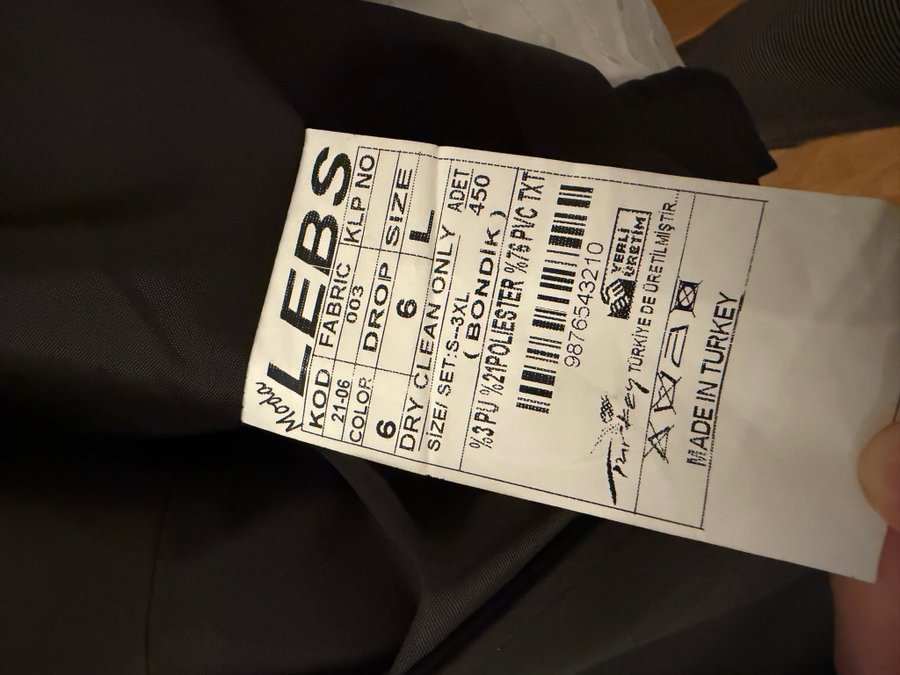 Moda
LEBS
KOD FABRIC KLP NO
21-06 003
COLOR DROP SIZE
6 6 L
DRY CLEAN ONLY ADET
SIZE: SET:S--3XL 450
( BONDİK )
%3 PU %21POLIESTER %76 PVC TXT
9876543210
YERLİ
ÜRETİM
Turkey TÜRKİYE DE ÜRETİLMİŞTİR...
MADE IN TURKEY